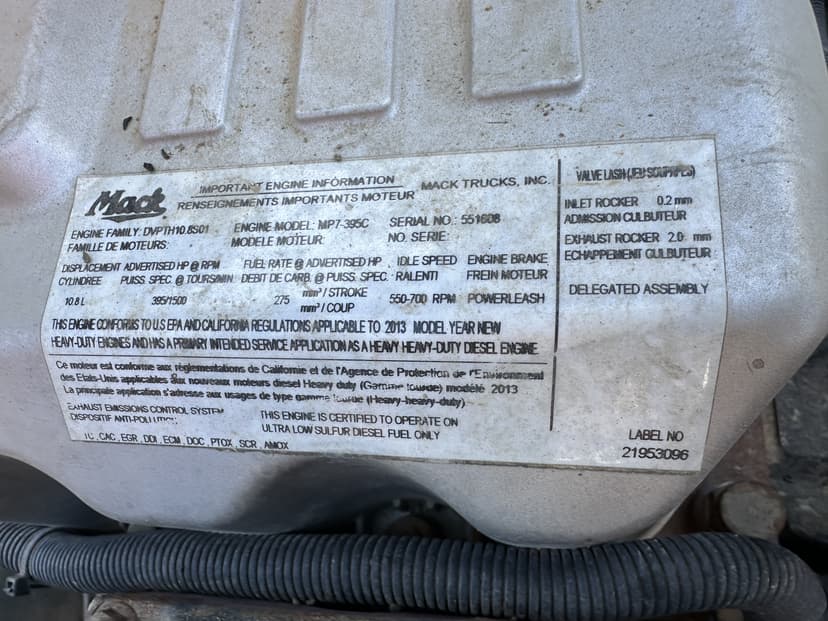 Mack
IMPORTANT ENGINE INFORMATION MACK TRUCKS, INC.
RENSEIGNEMENTS IMPORTANTS MOTEUR
ENGINE FAMILY: DVPTH10.8S01 ENGINE MODEL: MP7-395C SERIAL NO.: 551608
FAMILLE DE MOTEURS: MODELE MOTEUR: NO. SERIE:
DISPLACEMENT ADVERTISED HP @ RPM FUEL RATE @ ADVERTISED HP . IDLE SPEED ENGINE BRAKE
CYLINDREE PUISS. SPEC @ TOURS/MIN DEBIT DE CARB. @ PUISS. SPEC. RALENTI FREIN MOTEUR
10.8 L 395/1500 275 mm³ / STROKE 550-700 RPM POWERLEASH
mm³ / COUP
THIS ENGINE CONFORMS TO U.S EPA AND CALIFORNIA REGULATIONS APPLICABLE TO 2013 MODEL YEAR NEW
HEAVY-DUTY ENGINES AND HAS A PRIMARY INTENDED SERVICE APPLICATION AS A HEAVY HEAVY-DUTY DIESEL ENGINE
Ce moteur est conforme aux règlementations de Californie et de l'Agence de Protection de l'Environment
des Etats-Unis applicables aux nouveaux moteurs diesel Heavy duty (Gamme lourde) modélé 2013
La principale application s'adresse aux usages de type gamme lourde (Heavy-heavy-duty)
EXHAUST EMISSIONS CONTROL SYSTEM
DISPOSITIF ANTI-POLLUTION
TC , CAC , EGR , DDI , ECM , DOC , PTOX , SCR , AMOX
THIS ENGINE IS CERTIFIED TO OPERATE ON
ULTRA LOW SULFUR DIESEL FUEL ONLY
VALVE LASH (JEU SOUPAPES)
INLET ROCKER 0.2 mm
ADMISSION CULBUTEUR
EXHAUST ROCKER 2.0 mm
ECHAPPEMENT CULBUTEUR
DELEGATED ASSEMBLY
LABEL NO
21953096